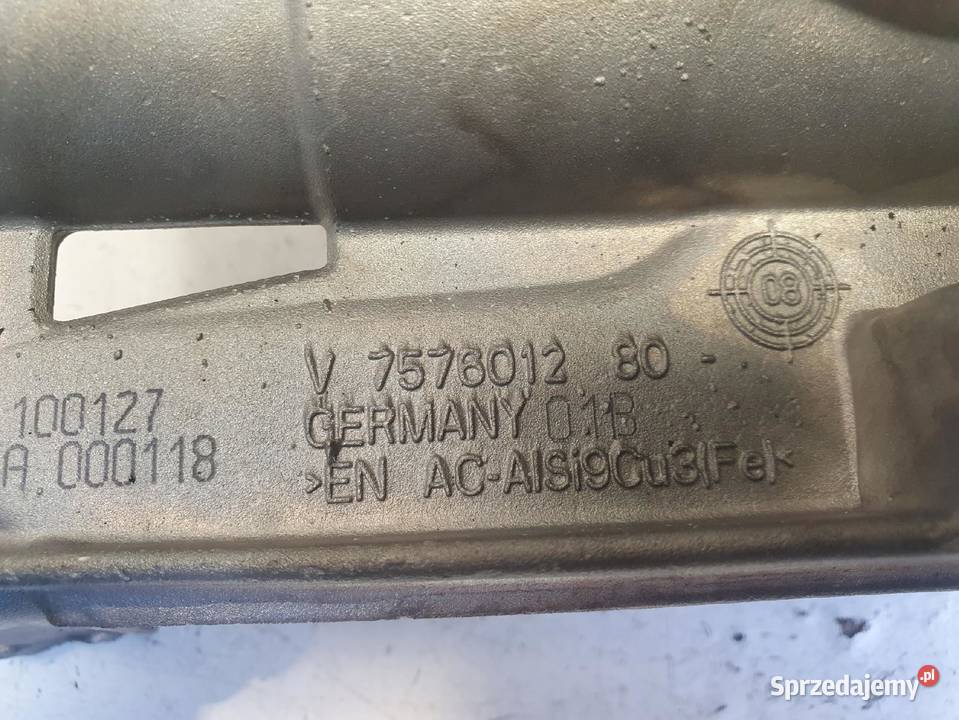 08
V 7576012 80 -
GERMANY 01B
>EN AC-AlSi9Cu3(Fe)<
100127
A 000118
Sprzedajemy.pl